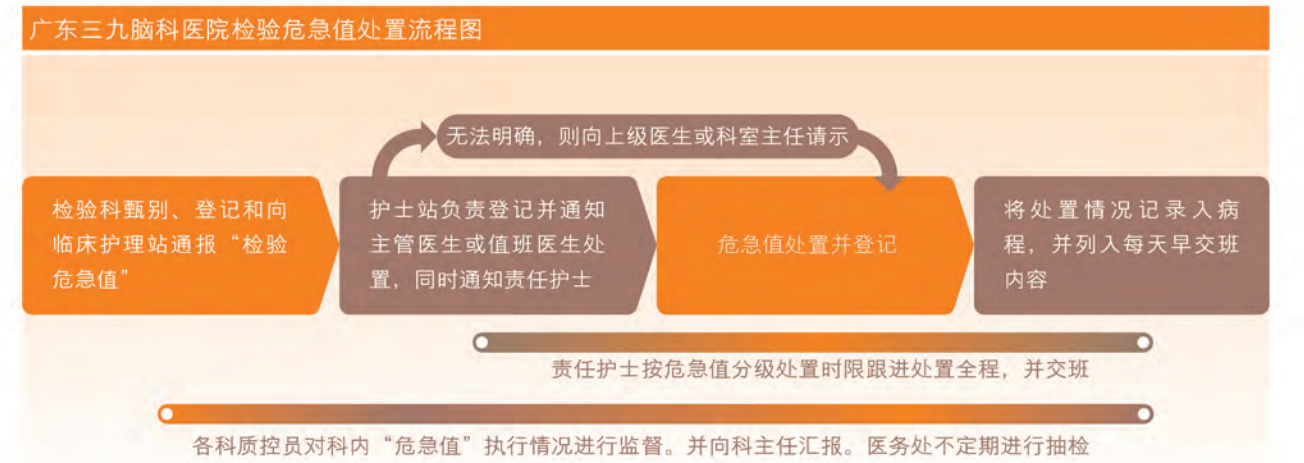 广东三九脑科医院检验危急值处置流程图
无法明确，则向上级医生或科室主任请示
检验科甄别、登记和向
临床护理站通报“检验
危急值”
护士站负责登记并通知
主管医生或值班医生处
置，同时通知责任护士
危急值处置并登记
将处置情况记录入病
程，并列入每天早交班
内容
责任护士按危急值分级处置时限跟进处置全程，并交班
各科质控员对科内“危急值”执行情况进行监督。并向科主任汇报。医务处不定期进行抽检